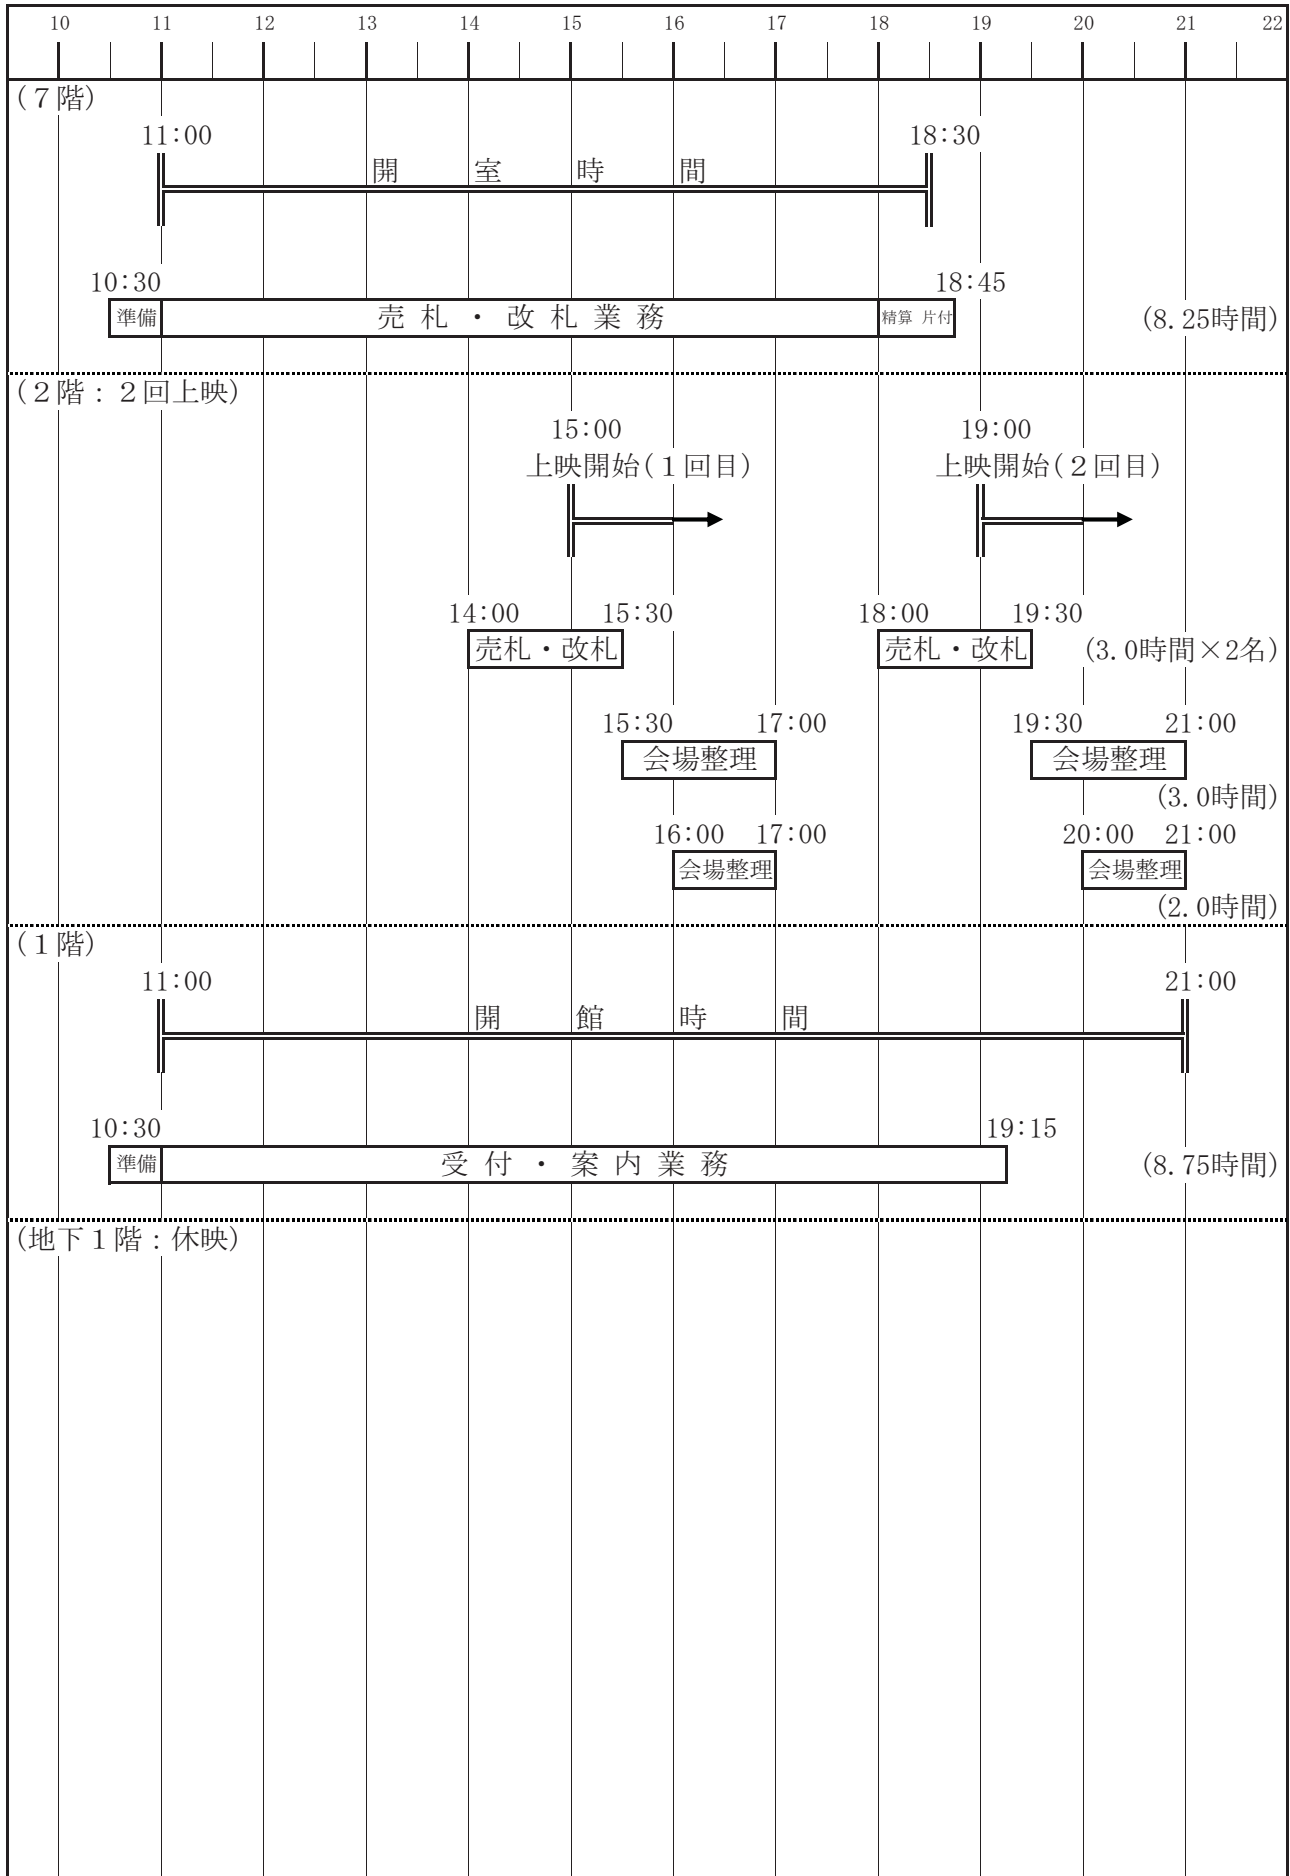 10 11 12 13 14 15 16 17 18 19 20 21 22
(７階)
11:00 18:30
開 室 時 間
10:30 18:45
準備 売 札 ・ 改 札 業 務 精算 片付 (8.25時間)
(２階：２回上映)
15:00 19:00
上映開始(１回目) 上映開始(２回目)
14:00 15:30 18:00 19:30
売札・改札 売札・改札 (3.0時間×2名)
15:30 17:00 19:30 21:00
会場整理 会場整理
(3.0時間)
16:00 17:00 20:00 21:00
会場整理 会場整理
(2.0時間)
(１階)
11:00 21:00
開 館 時 間
10:30 19:15
準備 受 付 ・ 案 内 業 務 (8.75時間)
(地下１階：休映)